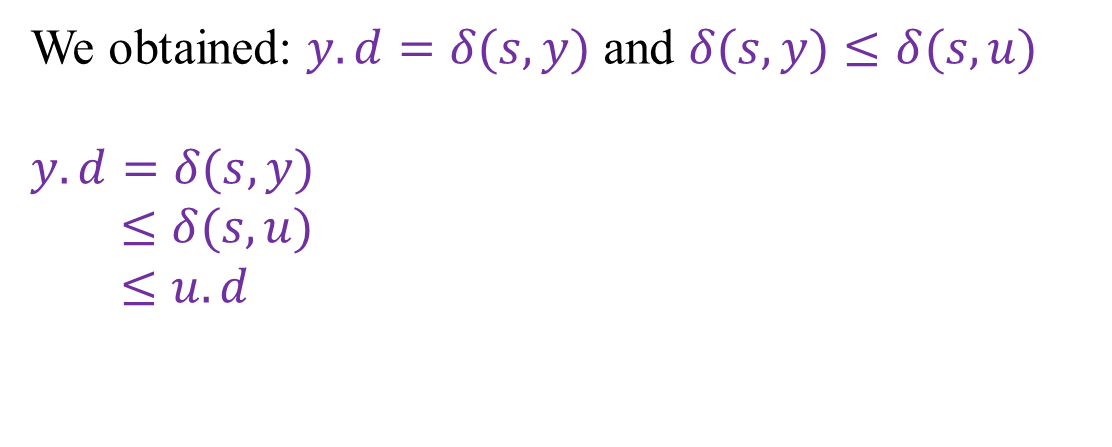 We obtained: y.d = δ(s,y) and δ(s,y) ≤ δ(s,u)
y.d = δ(s,y)
≤ δ(s,u)
≤ u.d